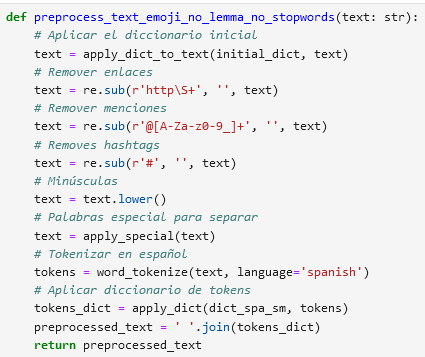 def preprocess_text_emoji_no_lemma_no_stopwords(text: str):
    # Aplicar el diccionario inicial
    text = apply_dict_to_text(initial_dict, text)
    # Remover enlaces
    text = re.sub(r'http\S+', '', text)
    # Remover menciones
    text = re.sub(r'@[A-Za-z0-9_]+', '', text)
    # Removes hashtags
    text = re.sub(r'#', '', text)
    # Minúsculas
    text = text.lower()
    # Palabras especial para separar
    text = apply_special(text)
    # Tokenizar en español
    tokens = word_tokenize(text, language='spanish')
    # Aplicar diccionario de tokens
    tokens_dict = apply_dict(dict_spa_sm, tokens)
    preprocessed_text = ' '.join(tokens_dict)
    return preprocessed_text